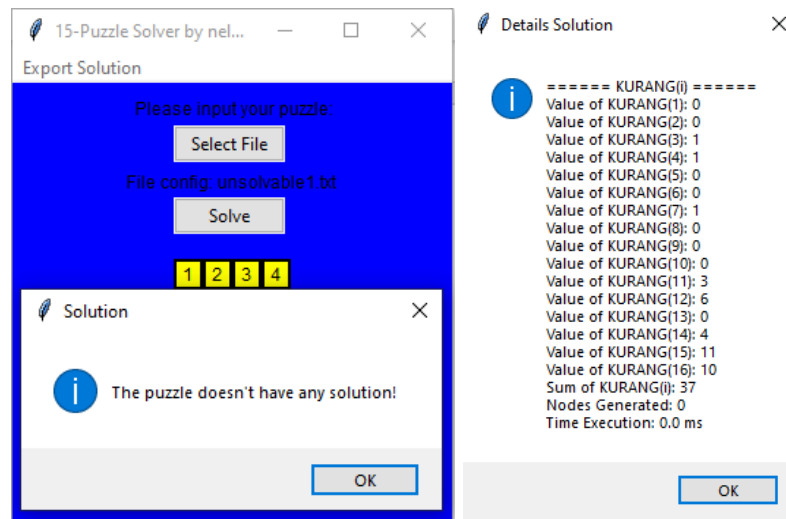 15-Puzzle Solver by nel...
Export Solution
Please input your puzzle:
Select File
File config: unsolvable1.txt
Solve
1 2 3 4
Solution
The puzzle doesn't have any solution!
OK
Details Solution
====== KURANG(i) ======
Value of KURANG(1): 0
Value of KURANG(2): 0
Value of KURANG(3): 1
Value of KURANG(4): 1
Value of KURANG(5): 0
Value of KURANG(6): 0
Value of KURANG(7): 1
Value of KURANG(8): 0
Value of KURANG(9): 0
Value of KURANG(10): 0
Value of KURANG(11): 3
Value of KURANG(12): 6
Value of KURANG(13): 0
Value of KURANG(14): 4
Value of KURANG(15): 11
Value of KURANG(16): 10
Sum of KURANG(i): 37
Nodes Generated: 0
Time Execution: 0.0 ms
OK